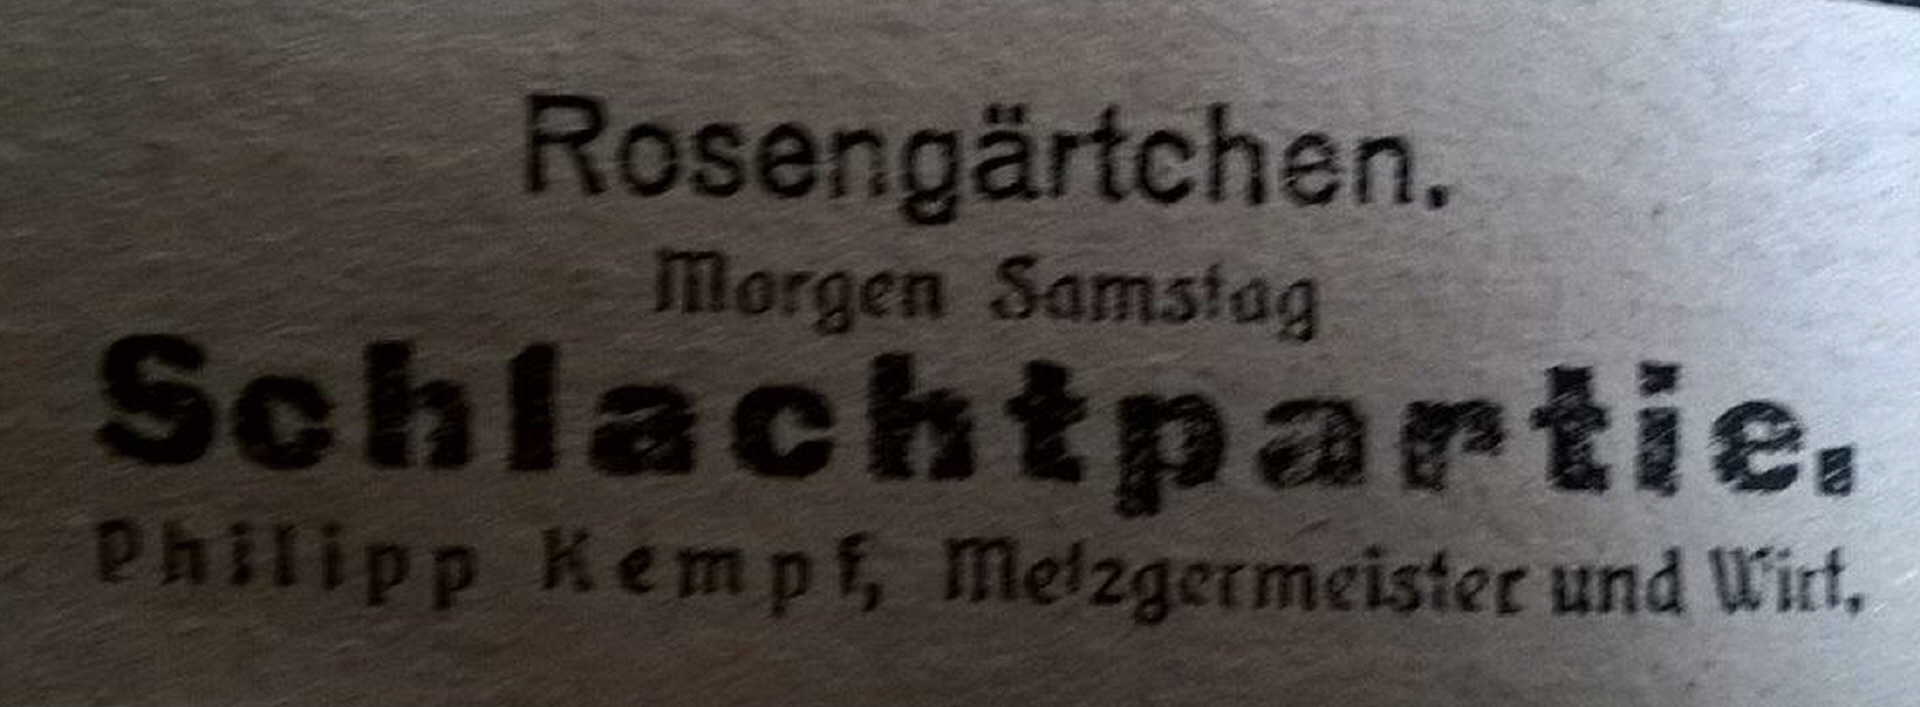 Rosengärtchen.
Morgen Samstag
Schlachtpartie.
Philipp Kempf, Metzgermeister und Wirt.